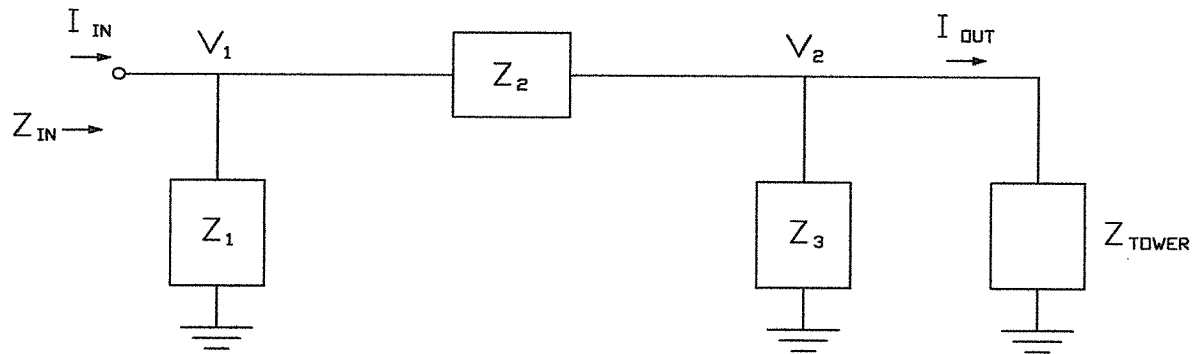 I IN
V1
Z2
V2
I OUT
Z IN
Z1
Z3
Z TOWER